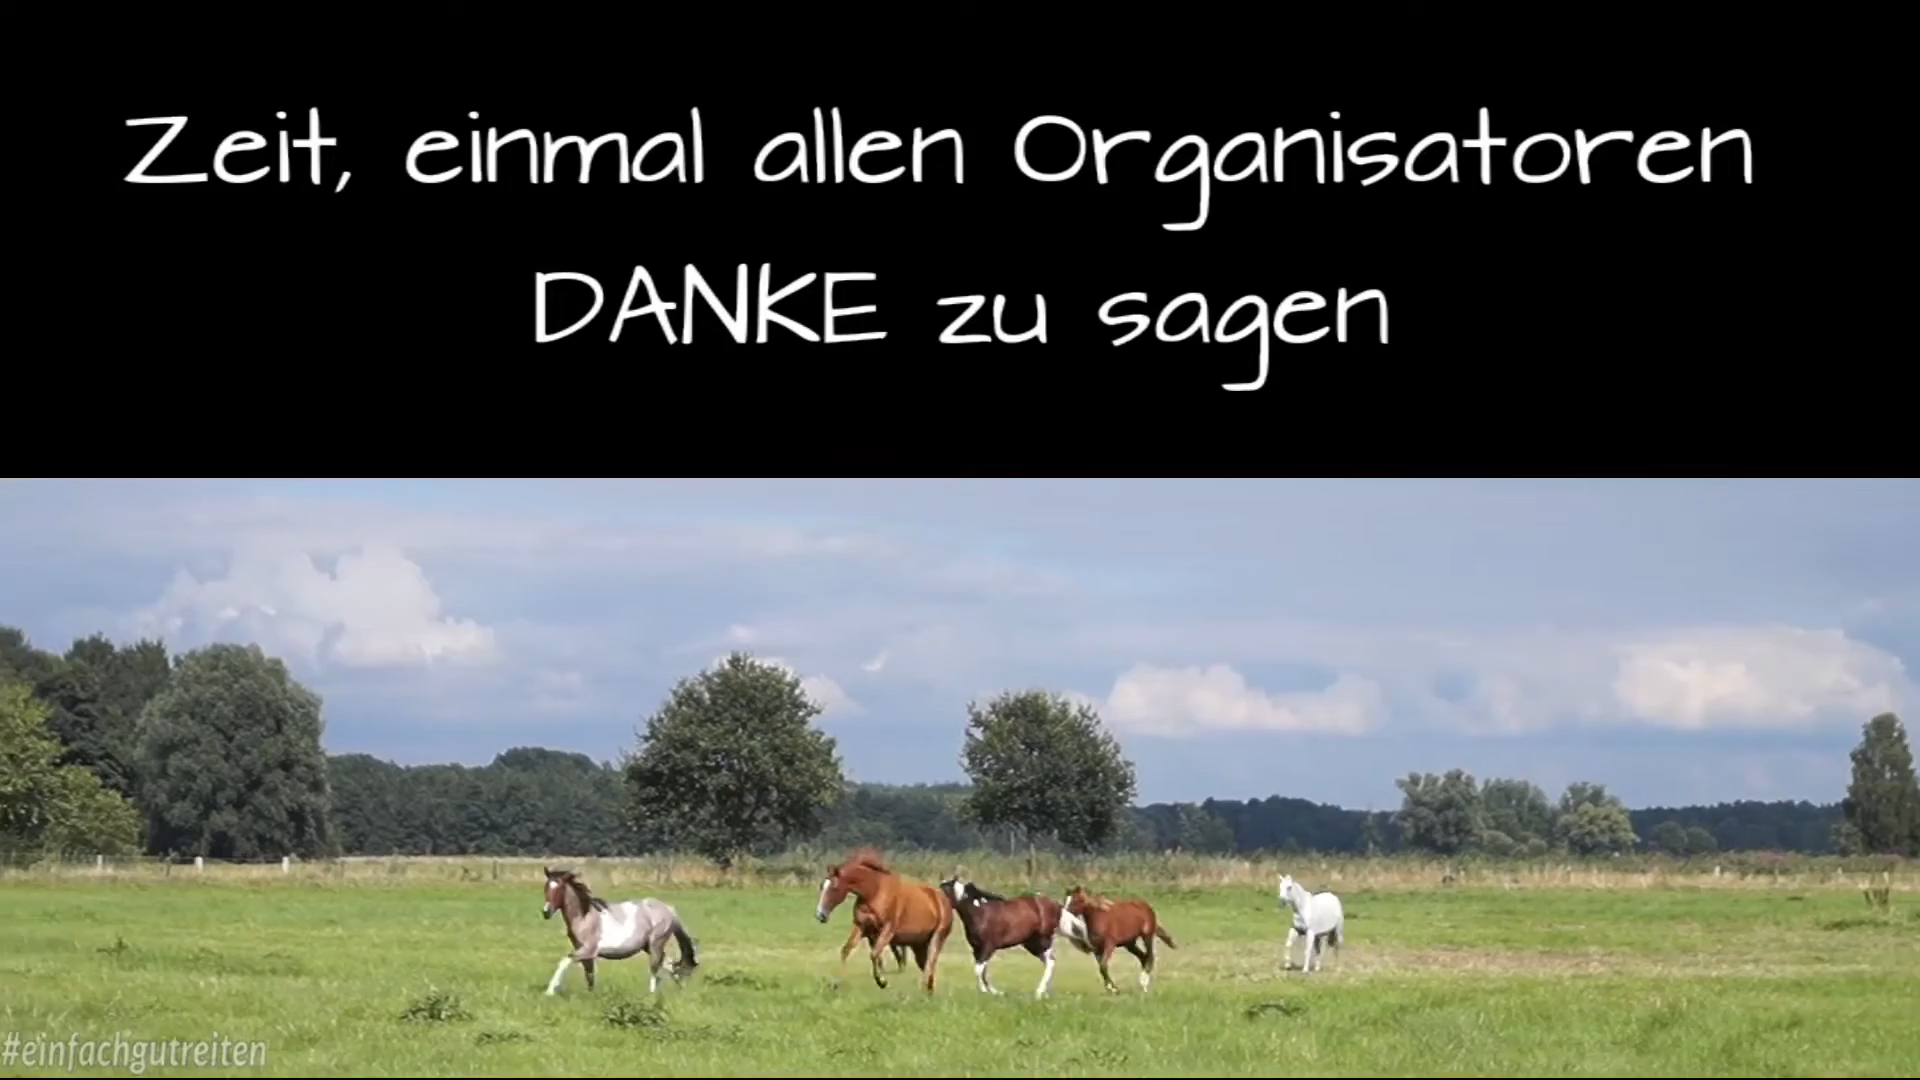 Zeit, einmal allen Organisatoren
DANKE zu sagen
#einfachgutreiten